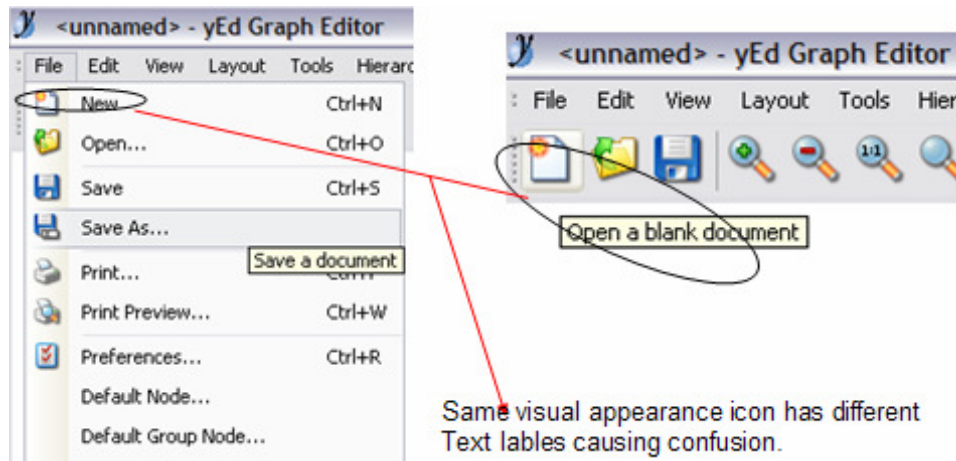 <unnamed> - yEd Graph Editor
File Edit View Layout Tools Hierarc
New Ctrl+N
Open... Ctrl+O
Save Ctrl+S
Save As...
Save a document
Print...
Print Preview... Ctrl+W
Preferences... Ctrl+R
Default Node...
Default Group Node...
<unnamed> - yEd Graph Editor
File Edit View Layout Tools Hier
1:1
Open a blank document
Same visual appearance icon has different
Text lables causing confusion.